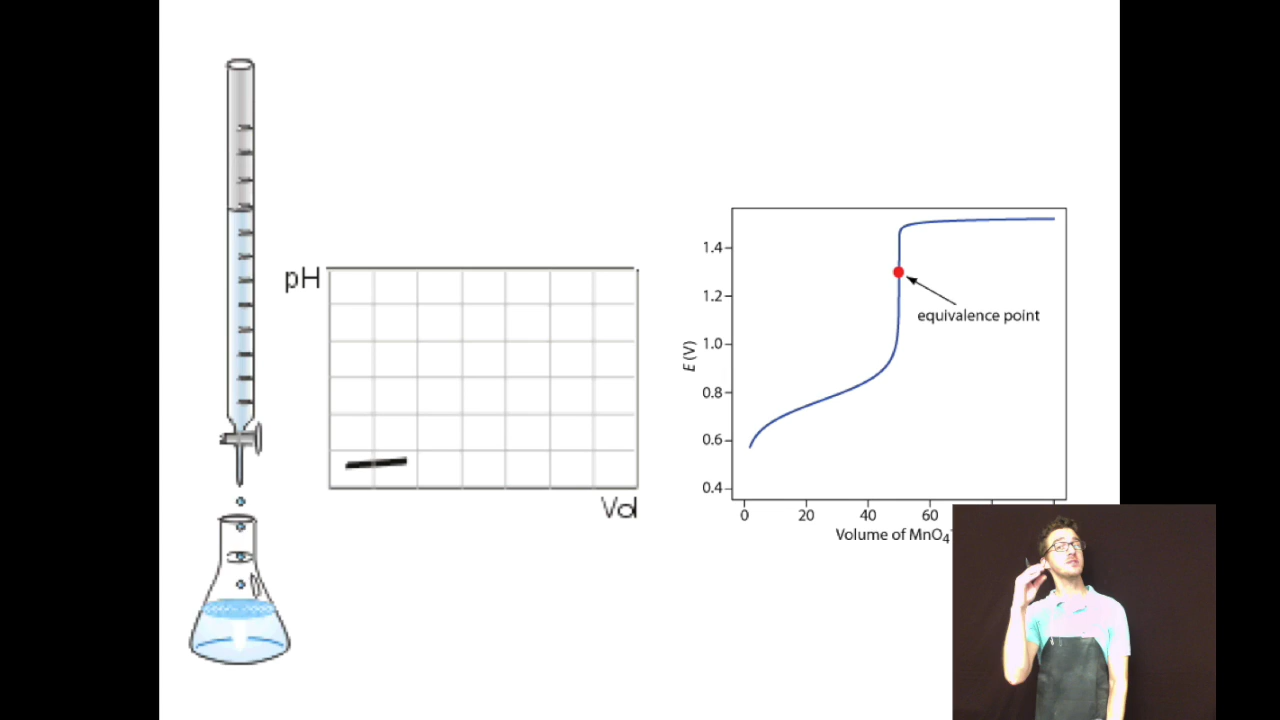 pH
Vol
E (V)
1.4
1.2
1.0
0.8
0.6
0.4
equivalence point
0 20 40 60
Volume of MnO₄⁻